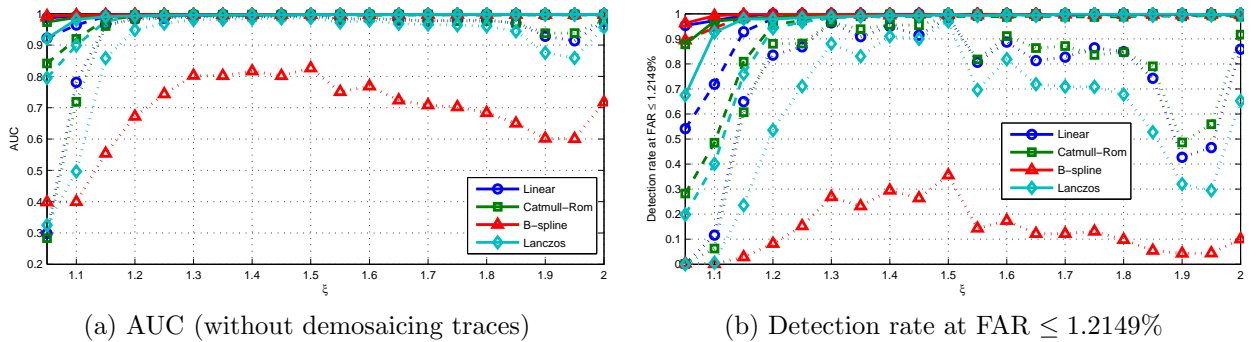 1
0.9
0.8
0.7
0.6
0.5
0.4
0.3
0.2
AUC
1.1 1.2 1.3 1.4 1.5 1.6 1.7 1.8 1.9 2
ξ
Linear
Catmull−Rom
B−spline
Lanczos
(a) AUC (without demosaicing traces)
1
0.9
0.8
0.7
0.6
0.5
0.4
0.3
0.2
0.1
0
Detection rate at FAR ≤ 1.2149%
1.1 1.2 1.3 1.4 1.5 1.6 1.7 1.8 1.9 2
ξ
Linear
Catmull−Rom
B−spline
Lanczos
(b) Detection rate at FAR ≤ 1.2149%